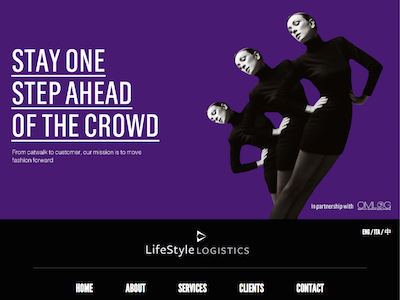 STAY ONE
STEP AHEAD
OF THE CROWD
From catwalk to customer, our mission is to move
fashion forward
In partnership with OMLOG
ENG / ITA / 中
LifeStyle LOGISTICS
HOME ABOUT SERVICES CLIENTS CONTACT